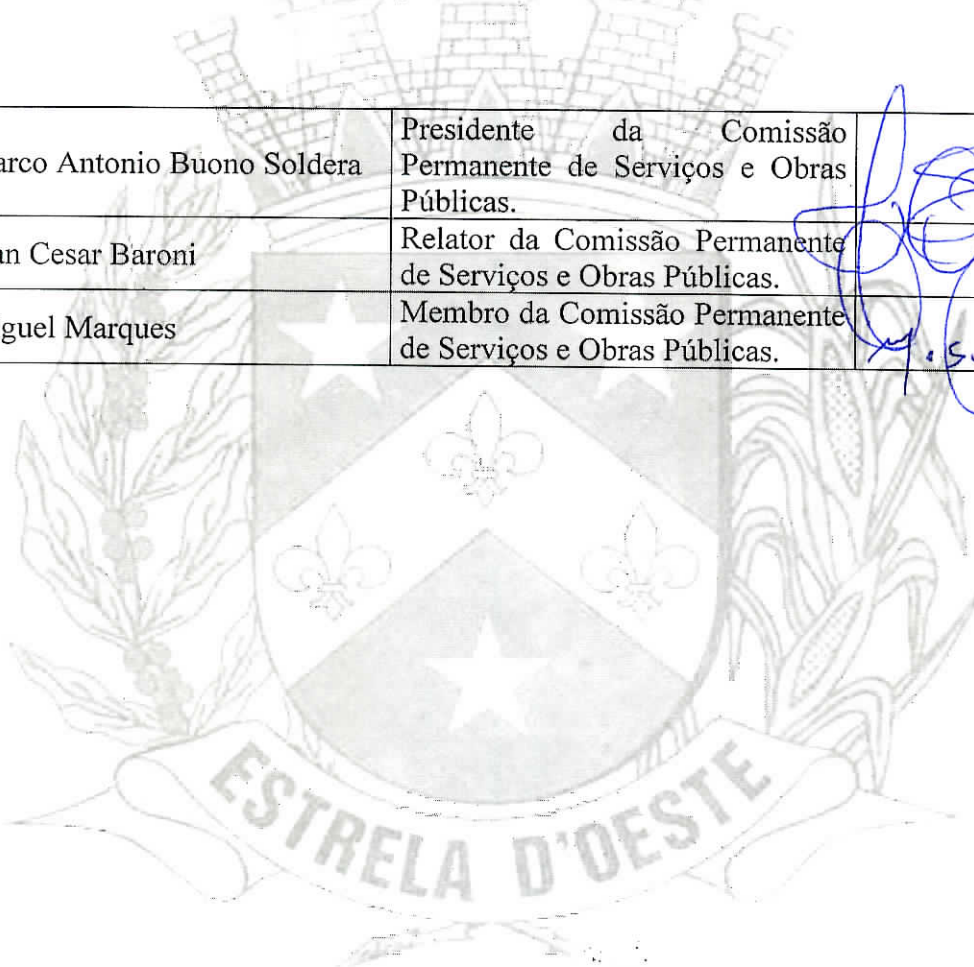 arco Antonio Buono Soldera
Presidente da Comissão
Permanente de Serviços e Obras
Públicas.
an Cesar Baroni
Relator da Comissão Permanente
de Serviços e Obras Públicas.
guel Marques
Membro da Comissão Permanente
de Serviços e Obras Públicas.
ESTRELA D'OESTE